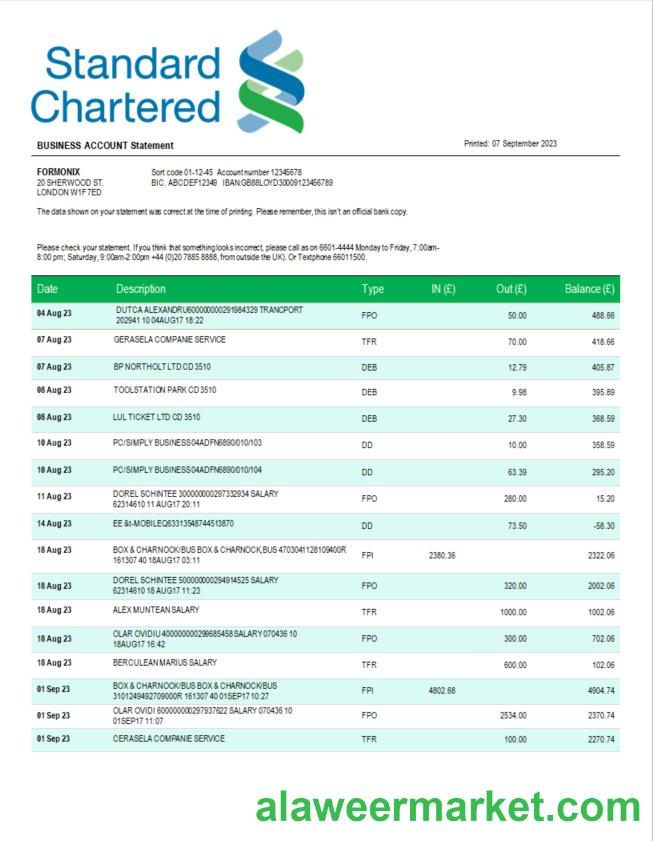 Standard
Chartered
BUSINESS ACCOUNT Statement
Printed: 07 September 2023
FORMONIX
Sort code 01-12-45 Account number 12345678
20 SHERWOOD ST.
BIC. ABCDEF12349 IBAN:GB88LOYD30009123456789
LONDON W1F 7ED
The data shown on your statement was correct at the time of printing. Please remember, this isn't an official bank copy.
Please check your statement. If you think that something looks incorrect, please call as on 6601-4444 Monday to Friday, 7:00am-
8:00 pm; Saturday, 9:00am-2:00pm +44 (0)20 7885 8888, from outside the UK). Or Textphone 66011500.
Date Description Type IN (£) Out (£) Balance (£)
04 Aug 23 DUTCA ALEXANDRU600000000291984329 TRANCPORT FPO 50.00 488.66
202941 10 04AUG17 18:22
07 Aug 23 GERASELA COMPANIE SERVICE TFR 70.00 418.66
07 Aug 23 BP NORTHOLT LTD CD 3510 DEB 12.79 405.87
08 Aug 23 TOOLSTATION PARK CD 3510 DEB 9.98 395.89
08 Aug 23 LUL TICKET LTD CD 3510 DEB 27.30 368.59
10 Aug 23 PC/SIMPLY BUSINESS04ADFN6890/010/103 DD 10.00 358.59
10 Aug 23 PC/SIMPLY BUSINESS04ADFN6890/010/104 DD 63.39 295.20
11 Aug 23 DOREL SCHINTEE 300000000297332934 SALARY FPO 280.00 15.20
62314610 11 AUG17 20:11
14 Aug 23 EE &t-MOBILEQ63313548744513870 DD 73.50 -58.30
18 Aug 23 BOX & CHARNOCK/BUS BOX & CHARNOCK,BUS 4703041128109400R FPI 2380.36 2322.06
161307 40 18AUG17 03:11
18 Aug 23 DOREL SCHINTEE 500000000294914525 SALARY FPO 320.00 2002.06
62314610 18 AUG17 11:23
18 Aug 23 ALEX MUNTEAN SALARY TFR 1000.00 1002.06
18 Aug 23 OLAR OVIDIU 400000000299685458 SALARY 070436 10 FPO 300.00 702.06
18AUG17 16:42
18 Aug 23 BERCULEAN MARIUS SALARY TFR 600.00 102.06
01 Sep 23 BOX & CHARNOCK/BUS BOX & CHARNOCK/BUS FPI 4802.68 4904.74
3101249492709000R 161307 40 01SEP17 10:27
01 Sep 23 OLAR OVIDI 600000000297937622 SALARY 070436 10 FPO 2534.00 2370.74
01SEP17 11:07
01 Sep 23 CERASELA COMPANIE SERVICE TFR 100.00 2270.74
alaweermarket.com